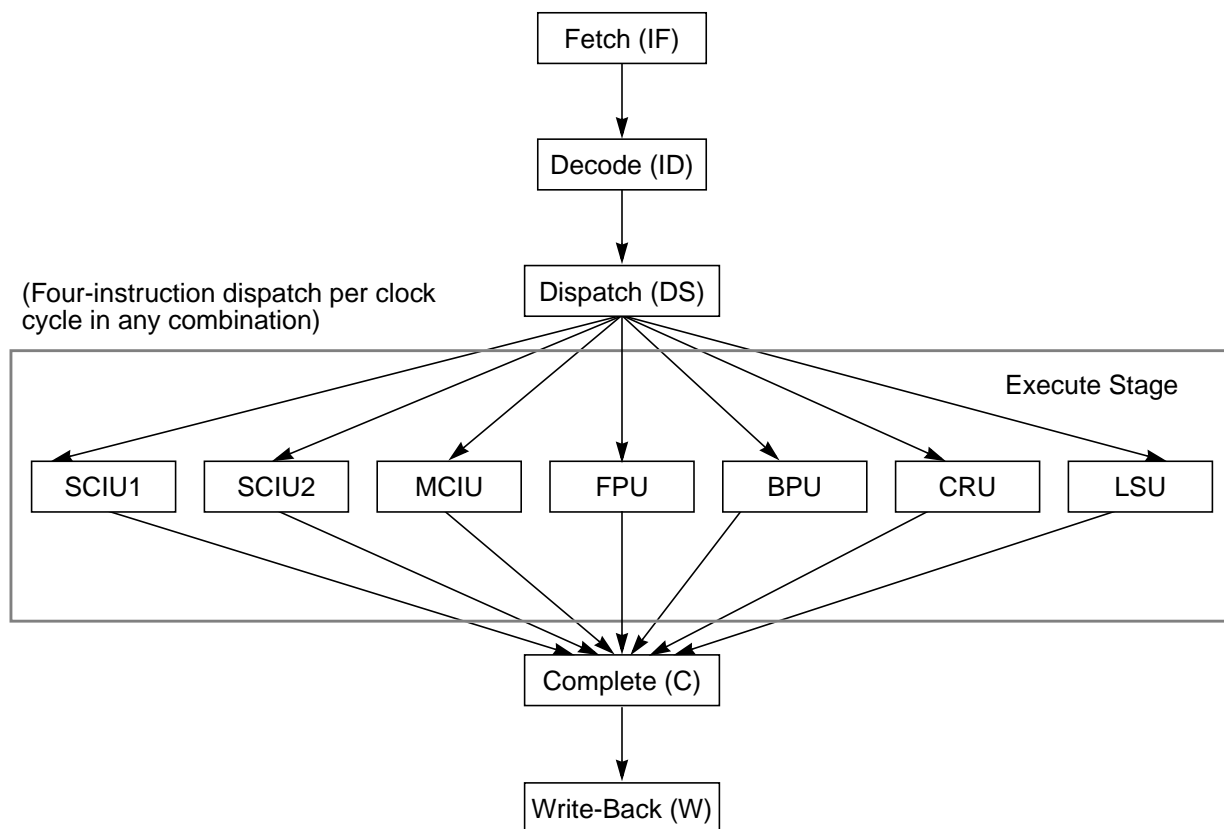 Fetch (IF)
Decode (ID)
Dispatch (DS)
(Four-instruction dispatch per clock
cycle in any combination)
Execute Stage
SCIU1
SCIU2
MCIU
FPU
BPU
CRU
LSU
Complete (C)
Write-Back (W)